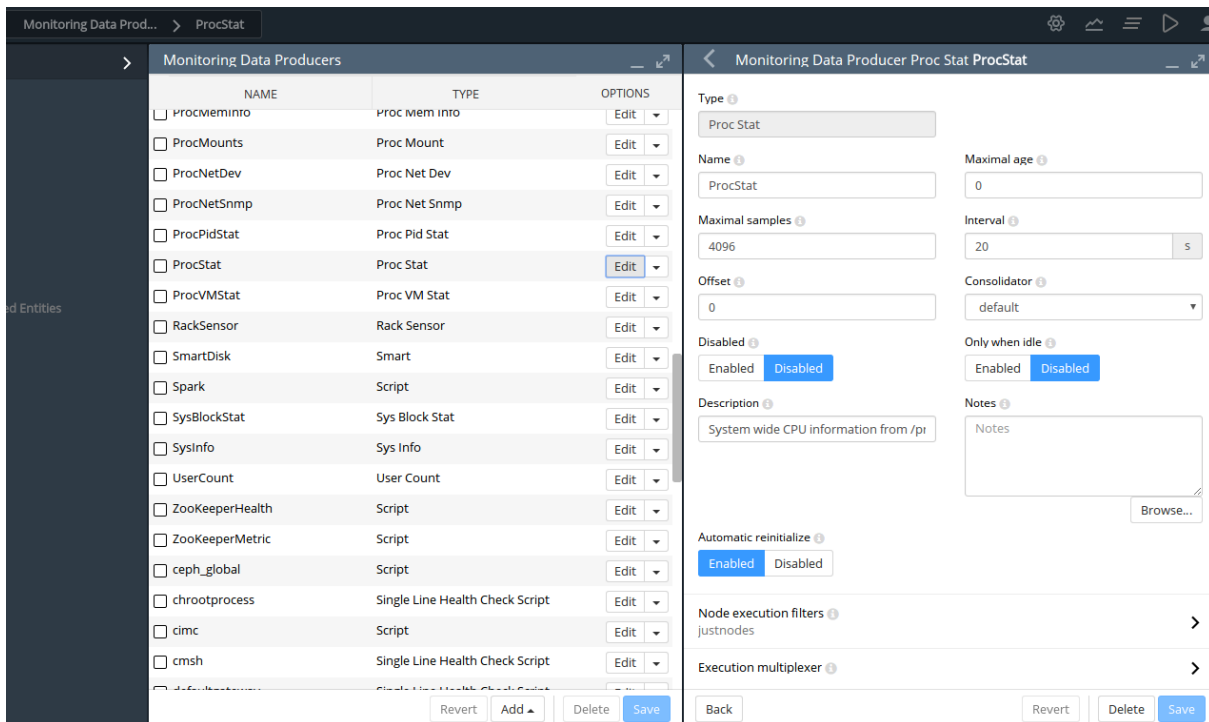 Monitoring Data Prod... > ProcStat
ed Entities
Monitoring Data Producers
NAME TYPE OPTIONS
ProcMemInfo Proc Mem Info Edit
ProcMounts Proc Mount Edit
ProcNetDev Proc Net Dev Edit
ProcNetSnmp Proc Net Snmp Edit
ProcPidStat Proc Pid Stat Edit
ProcStat Proc Stat Edit
ProcVMStat Proc VM Stat Edit
RackSensor Rack Sensor Edit
SmartDisk Smart Edit
Spark Script Edit
SysBlockStat Sys Block Stat Edit
SysInfo Sys Info Edit
UserCount User Count Edit
ZooKeeperHealth Script Edit
ZooKeeperMetric Script Edit
ceph_global Script Edit
chrootprocess Single Line Health Check Script Edit
cimc Script Edit
cmsh Single Line Health Check Script Edit
defaultgateway Single Line Health Check Script Edit
Revert Add Delete Save
Monitoring Data Producer Proc Stat ProcStat
Type
Proc Stat
Name Maximal age
ProcStat 0
Maximal samples Interval
4096 20 s
Offset Consolidator
0 default
Disabled Only when idle
Enabled Disabled Enabled Disabled
Description Notes
System wide CPU information from /pr Notes
Browse...
Automatic reinitialize
Enabled Disabled
Node execution filters
justnodes
Execution multiplexer
Back Revert Delete Save